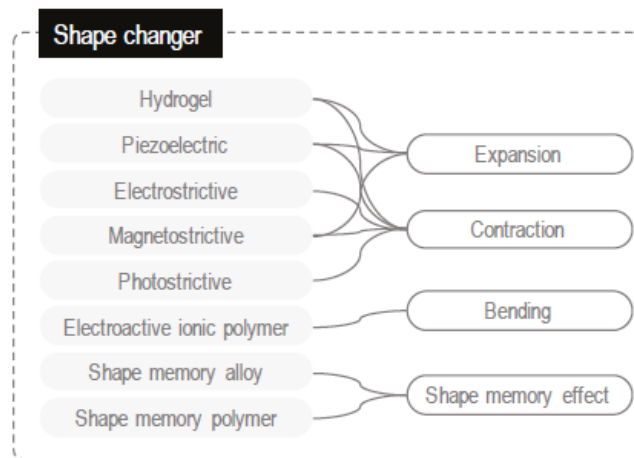 Shape changer
Hydrogel
Piezoelectric
Electrostrictive
Magnetostrictive
Photostrictive
Electroactive ionic polymer
Shape memory alloy
Shape memory polymer
Expansion
Contraction
Bending
Shape memory effect